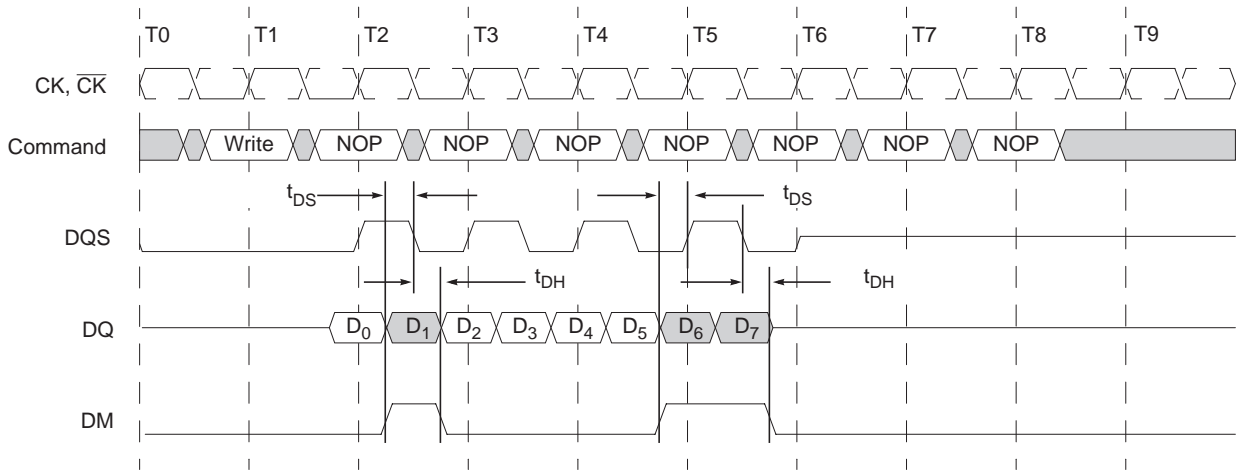 T0 T1 T2 T3 T4 T5 T6 T7 T8 T9
CK, C̅K̅
Command Write NOP NOP NOP NOP NOP NOP NOP
tDS tDS
DQS
tDH tDH
DQ D0 D1 D2 D3 D4 D5 D6 D7
DM